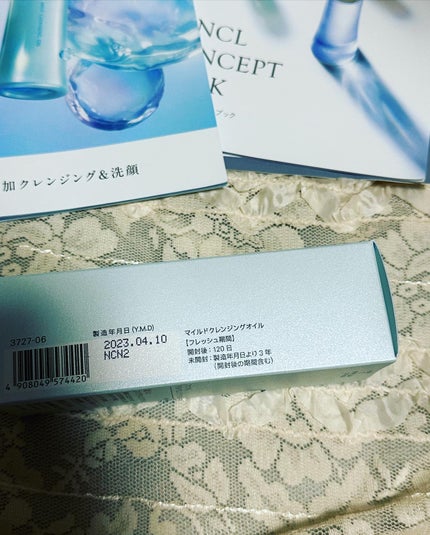 NCL
NCEPT
K
ブック
加クレンジング&洗顔
3727-06
4 908049 574420
製造年月日(Y.M.D)
2023.04.10
NCN2
マイルドクレンジングオイル
【フレッシュ期間】
開封後：120日
未開封：製造年月日より3年
(開封後の期間含む)